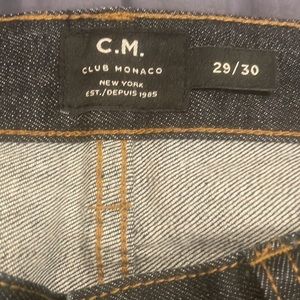 C.M.
CLUB MONACO
NEW YORK
EST./DEPUIS 1985
29/30